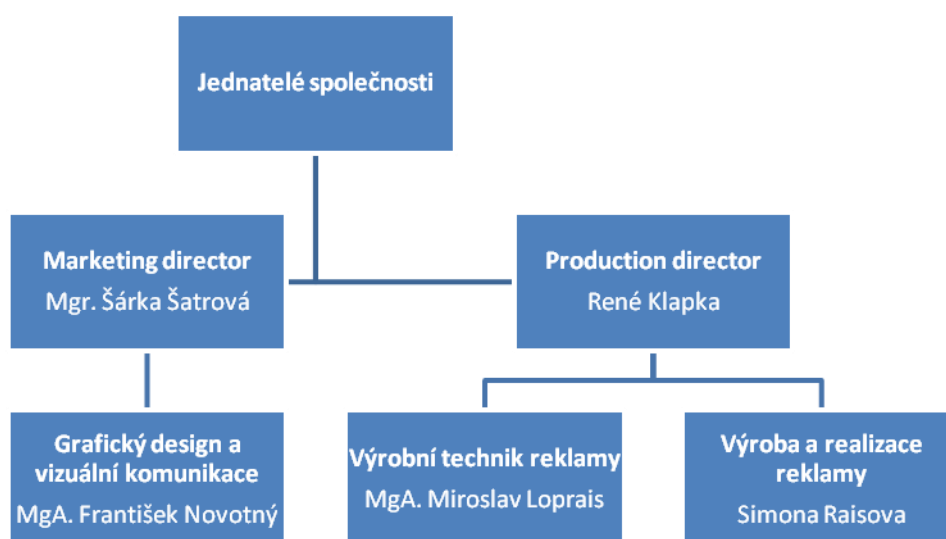 Jednatelé společnosti
Marketing director
Mgr. Šárka Šatrová
Production director
René Klapka
Grafický design a
vizuální komunikace
MgA. František Novotný
Výrobní technik reklamy
MgA. Miroslav Loprais
Výroba a realizace
reklamy
Simona Raisova